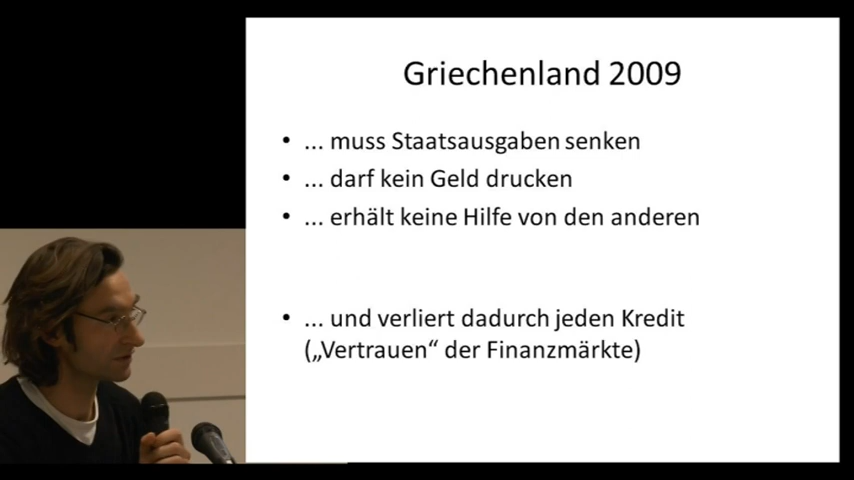 Griechenland 2009
• ... muss Staatsausgaben senken
• ... darf kein Geld drucken
• ... erhält keine Hilfe von den anderen
• ... und verliert dadurch jeden Kredit
(„Vertrauen“ der Finanzmärkte)